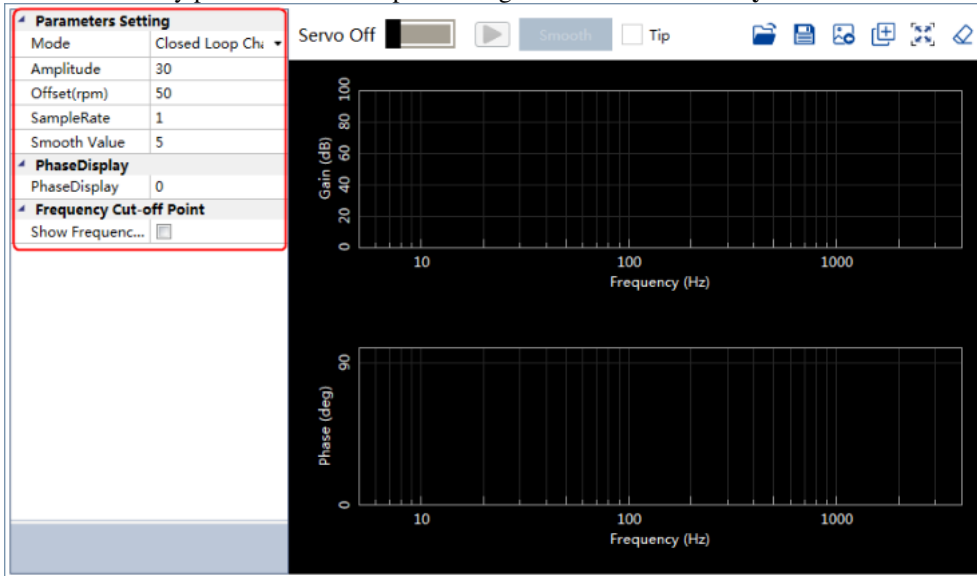 Parameters Setting
Mode Closed Loop Cha
Amplitude 30
Offset(rpm) 50
SampleRate 1
Smooth Value 5
PhaseDisplay
PhaseDisplay 0
Frequency Cut-off Point
Show Frequenc...
Servo Off Smooth Tip
100
80
60
40
20
0
Gain (dB)
10 100 1000
Frequency (Hz)
90
0
Phase (deg)
10 100 1000
Frequency (Hz)